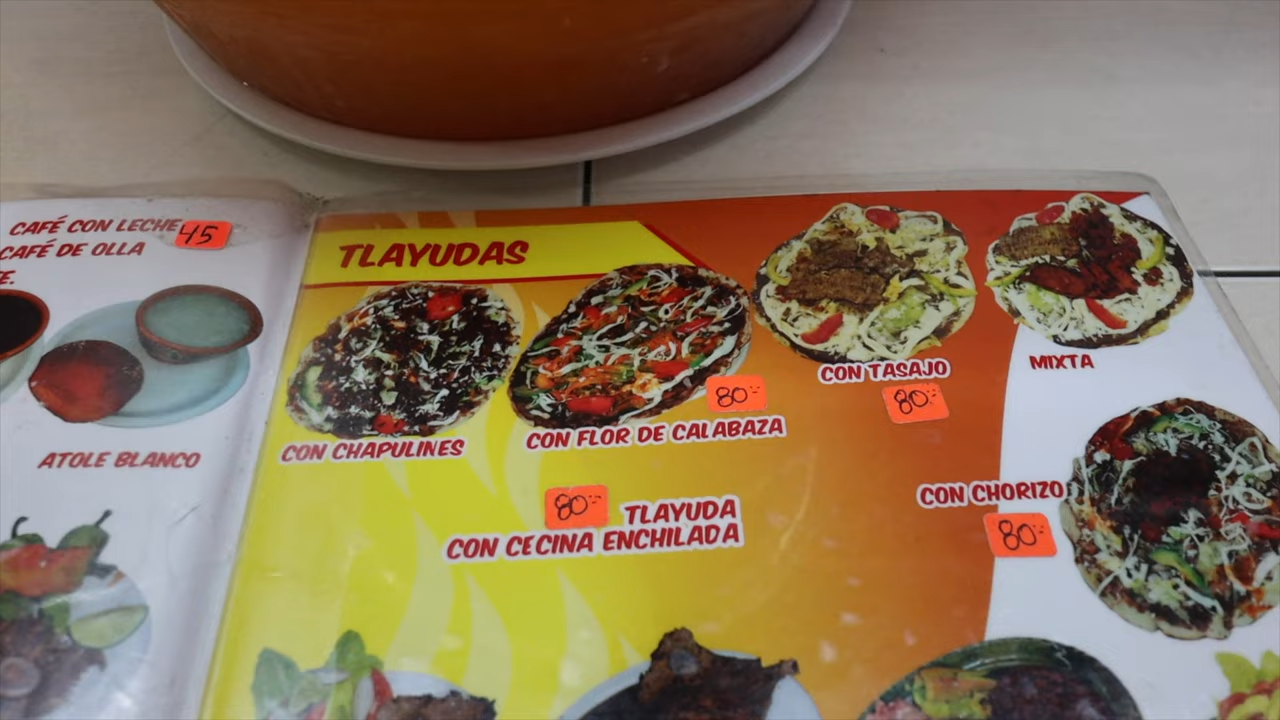 CAFÉ CON LECHE 45
CAFÉ DE OLLA
E.
ATOLE BLANCO
TLAYUDAS
CON CHAPULINES
80.-
CON FLOR DE CALABAZA
CON TASAJO
80.-
MIXTA
80.- TLAYUDA
CON CECINA ENCHILADA
CON CHORIZO
80.-